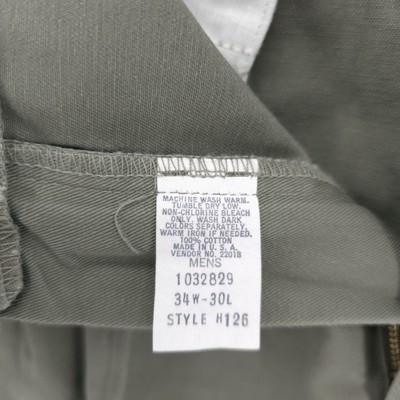 MACHINE WASH WARM.
TUMBLE DRY LOW.
NON-CHLORINE BLEACH
ONLY. WASH DARK
COLORS SEPARATELY.
WARM IRON IF NEEDED.
100% COTTON
MADE IN U.S.A.
VENDOR NO. 2201B
MENS
1032829
34W-30L
STYLE H126